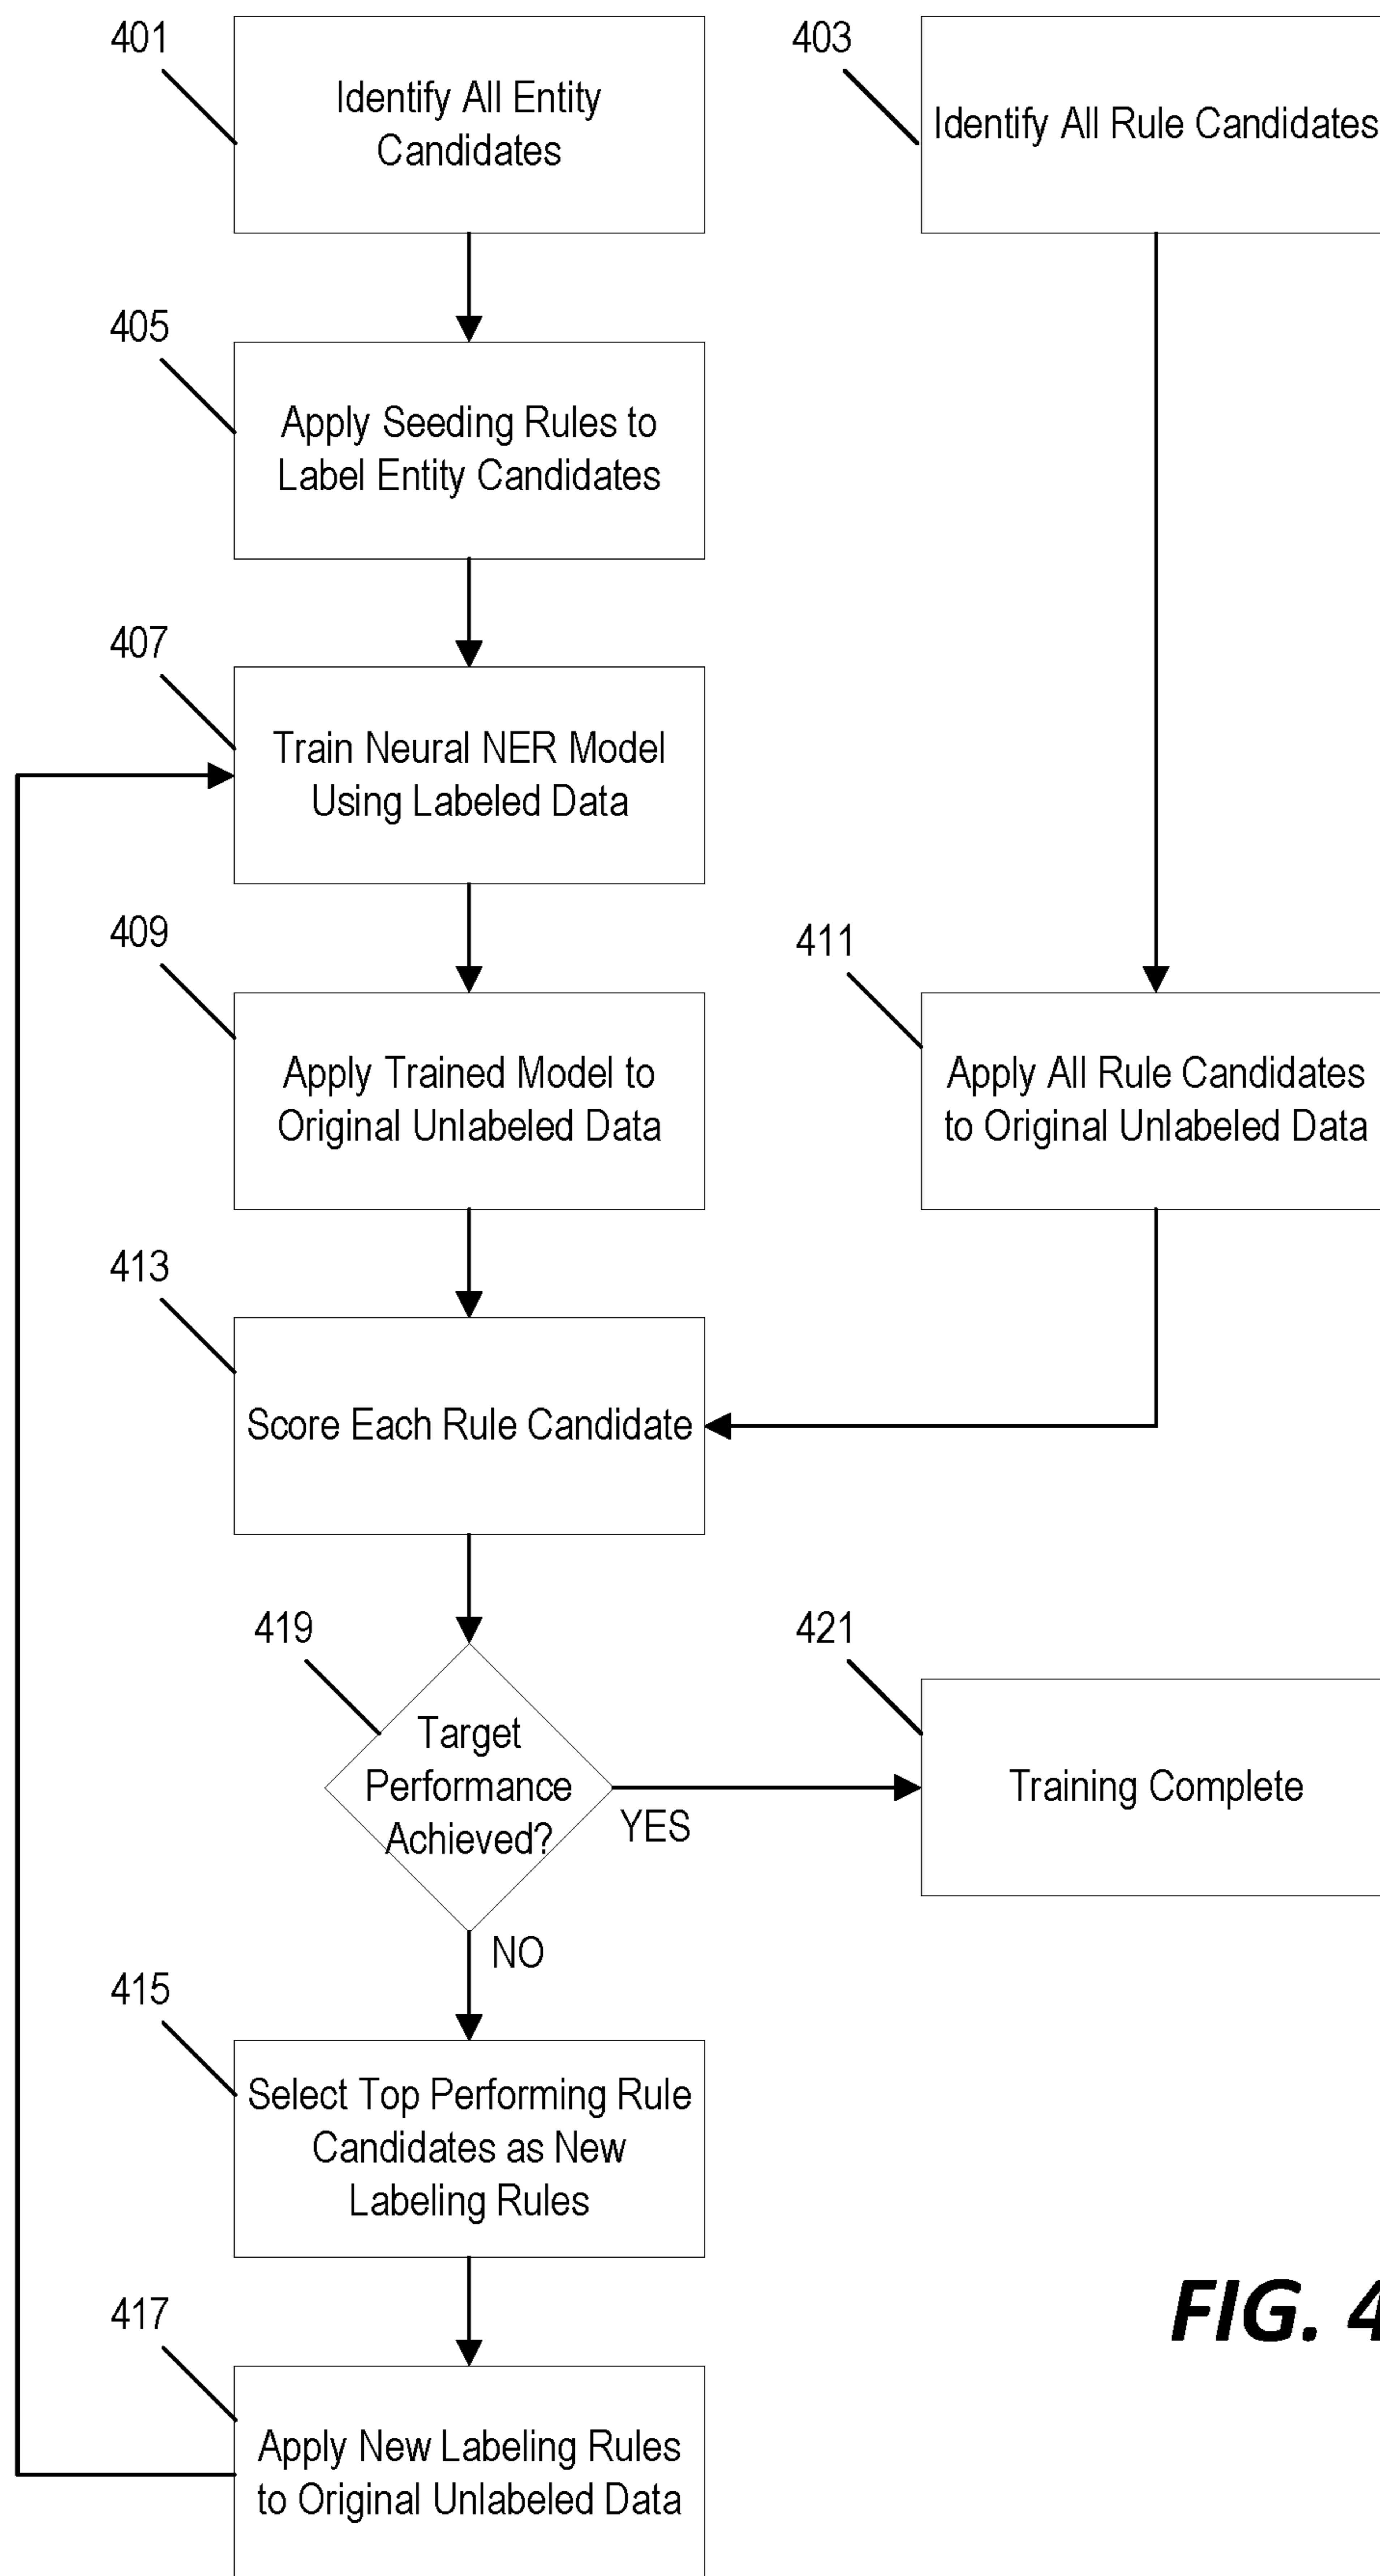 401
Identify All Entity
Candidates
403
Identify All Rule Candidates
405
Apply Seeding Rules to
Label Entity Candidates
407
Train Neural NER Model
Using Labeled Data
409
Apply Trained Model to
Original Unlabeled Data
411
Apply All Rule Candidates
to Original Unlabeled Data
413
Score Each Rule Candidate
419
Target
Performance
Achieved?
YES
421
Training Complete
NO
415
Select Top Performing Rule
Candidates as New
Labeling Rules
417
Apply New Labeling Rules
to Original Unlabeled Data
FIG. 4